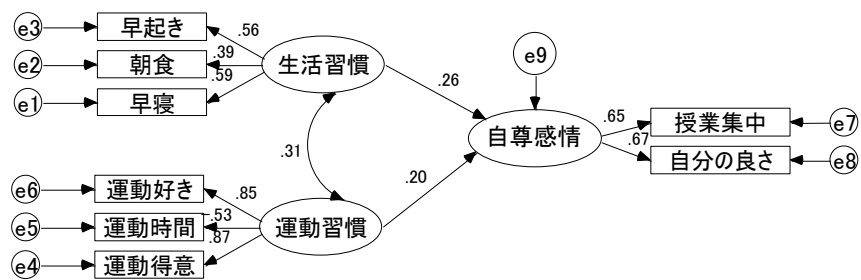 e3
早起き
.56
e2
朝食
.39
e1
早寝
.59
生活習慣
.26
e9
.31
自尊感情
.65
授業集中
e7
.67
自分の良さ
e8
.20
e6
運動好き
.85
e5
運動時間
-.53
e4
運動得意
.87
運動習慣